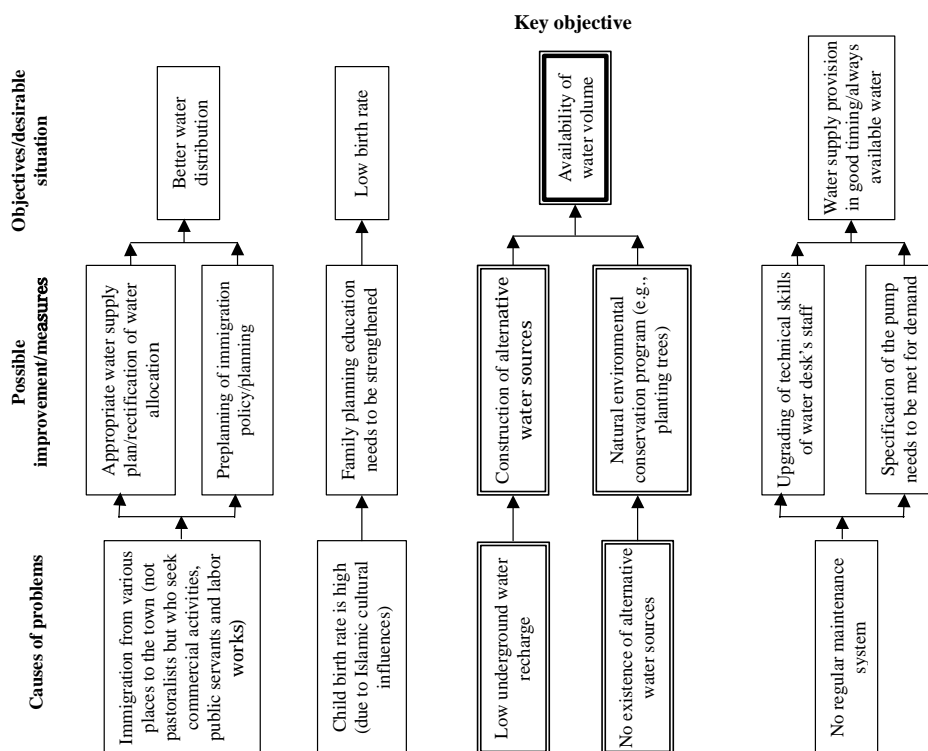 Key objective
Objectives/desirable
situation
Better water
distribution
Low birth rate
Availability of
water volume
Water supply provision
in good timing/always
available water
Possible
improvement/measures
Appropriate water supply
plan/rectification of water
allocation
Preplanning of immigration
policy/planning
Family planning education
needs to be strengthened
Construction of alternative
water sources
Natural environmental
conservation program (e.g.,
planting trees)
Upgrading of technical skills
of water desk's staff
Specification of the pump
needs to be met for demand
Causes of problems
Immigration from various
places to the town (not
pastoralists but who seek
commercial activities,
public servants and labor
works)
Child birth rate is high
(due to Islamic cultural
influences)
Low underground water
recharge
No existence of alternative
water sources
No regular maintenance
system